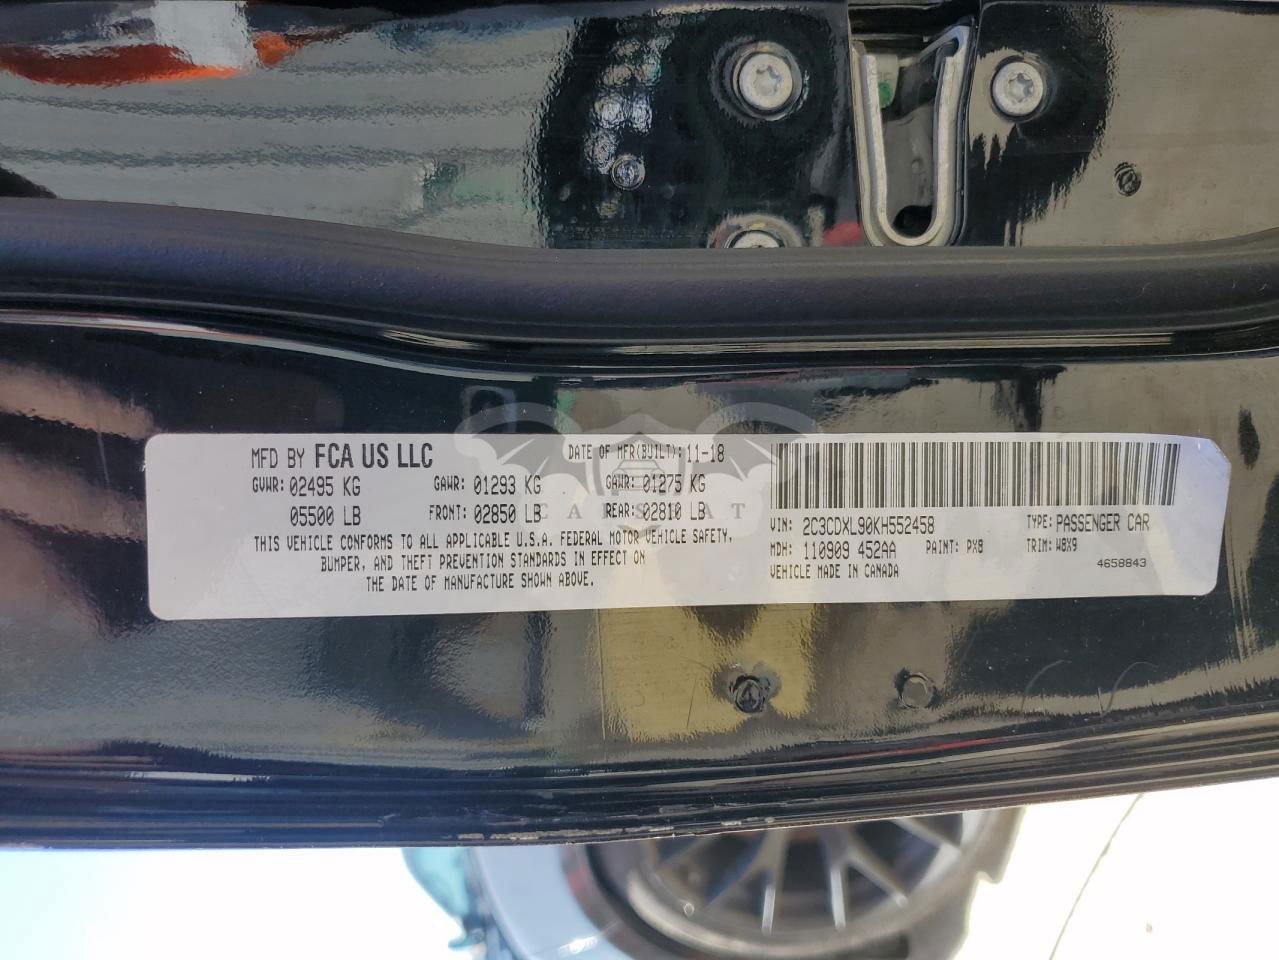 MFD BY FCA US LLC DATE OF MFR(BUILT): 11-18
GVWR: 02495 KG GAWR: 01293 KG GAWR: 01275 KG
05500 LB FRONT: 02850 LB REAR: 02810 LB
THIS VEHICLE CONFORMS TO ALL APPLICABLE U.S.A. FEDERAL MOTOR VEHICLE SAFETY,
BUMPER, AND THEFT PREVENTION STANDARDS IN EFFECT ON
THE DATE OF MANUFACTURE SHOWN ABOVE.
VIN: 2C3CDXL90KH552458 TYPE: PASSENGER CAR
MDH: 110909 452AA PAINT: PX8 TRIM: W8X9
VEHICLE MADE IN CANADA 4658843